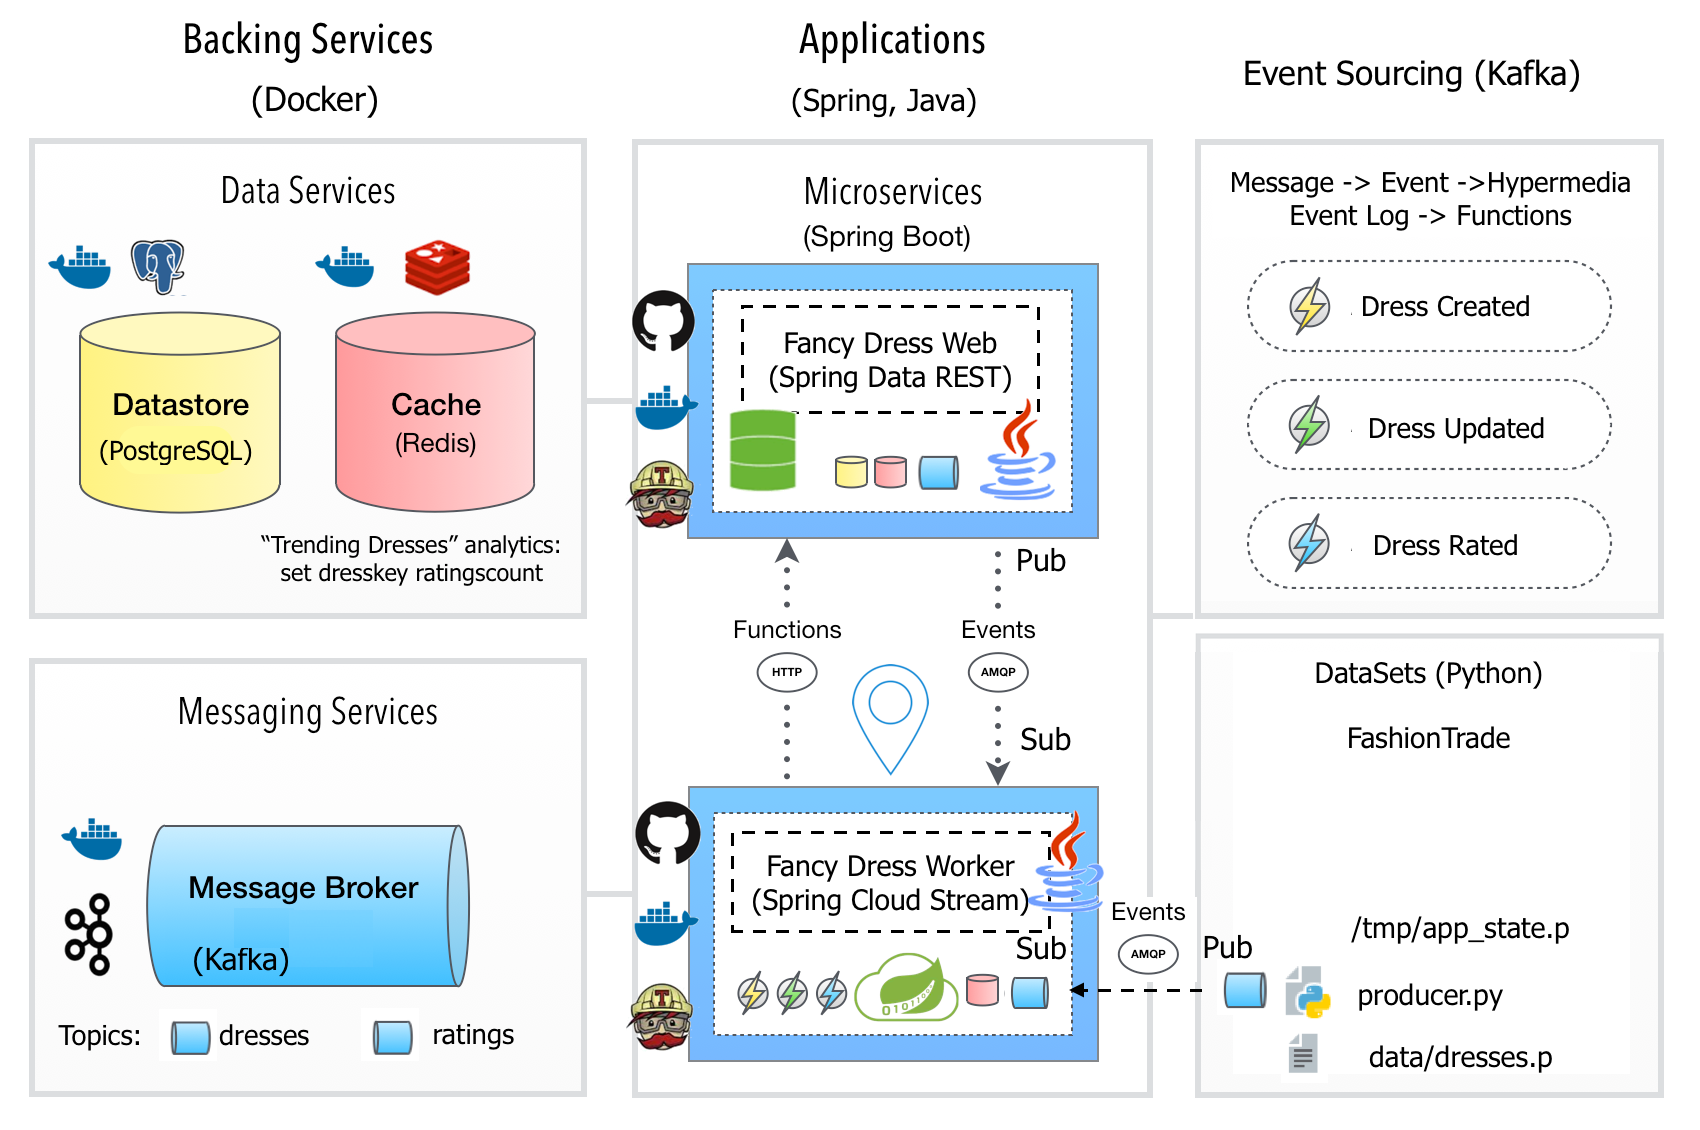 Backing Services
(Docker)
Data Services
Datastore
(PostgreSQL)
Cache
(Redis)
“Trending Dresses” analytics:
set dresskey ratingscount
Messaging Services
Message Broker
(Kafka)
Topics:
dresses
ratings
Applications
(Spring, Java)
Microservices
(Spring Boot)
Fancy Dress Web
(Spring Data REST)
T
Pub
Functions
Events
HTTP
AMQP
Sub
Fancy Dress Worker
(Spring Cloud Stream)
Sub
T
Events
AMQP
Pub
Event Sourcing (Kafka)
Message -> Event ->Hypermedia
Event Log -> Functions
Dress Created
Dress Updated
Dress Rated
DataSets (Python)
FashionTrade
/tmp/app_state.p
producer.py
data/dresses.p